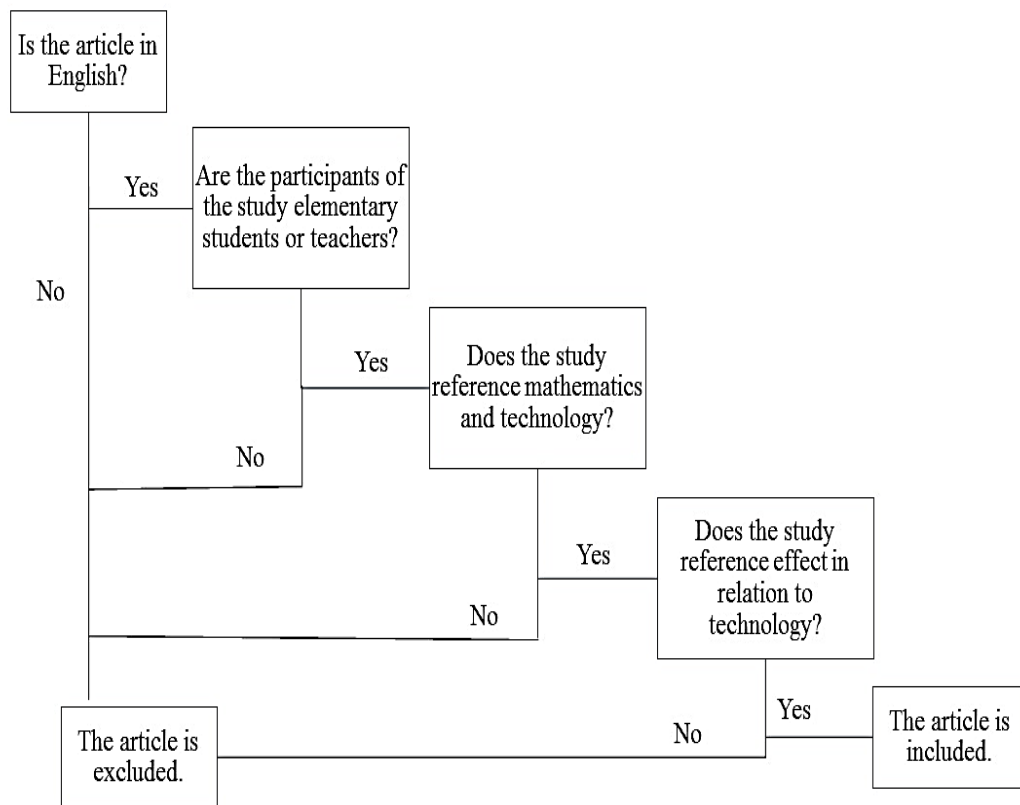 Is the article in
English?
Yes
Are the participants of
the study elementary
students or teachers?
No
Yes
Does the study
reference mathematics
and technology?
No
Yes
Does the study
reference effect in
relation to
technology?
No
Yes
The article is
included.
No
The article is
excluded.